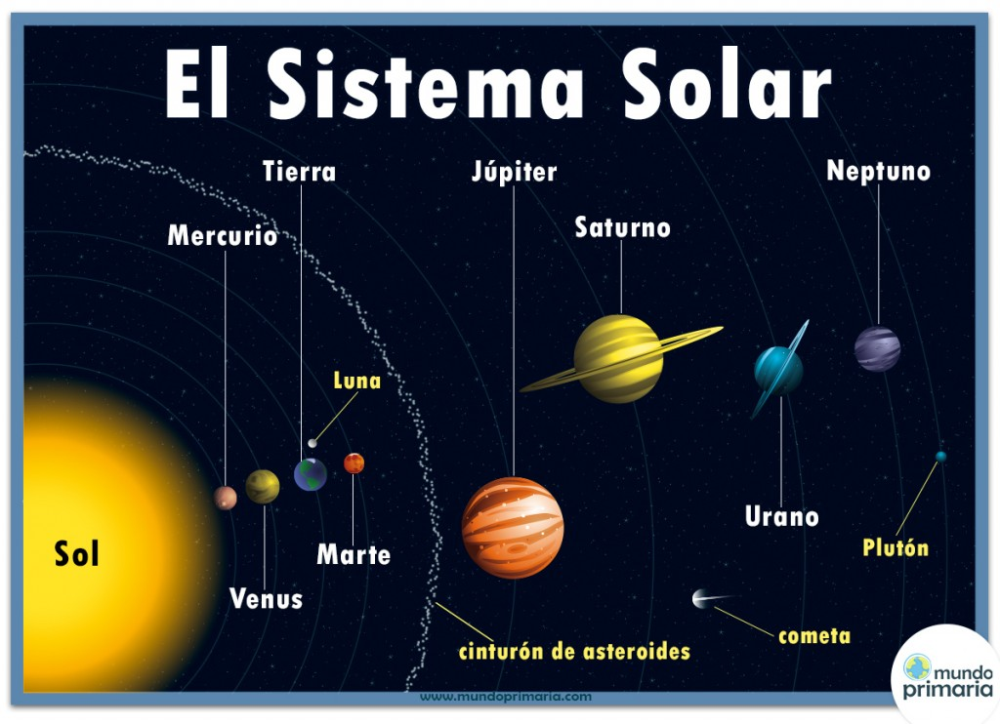 El Sistema Solar
Tierra
Júpiter
Neptuno
Mercurio
Saturno
Luna
Urano
Plutón
Sol
Marte
Venus
cometa
cinturón de asteroides
www.mundoprimaria.com
mundo
primaria